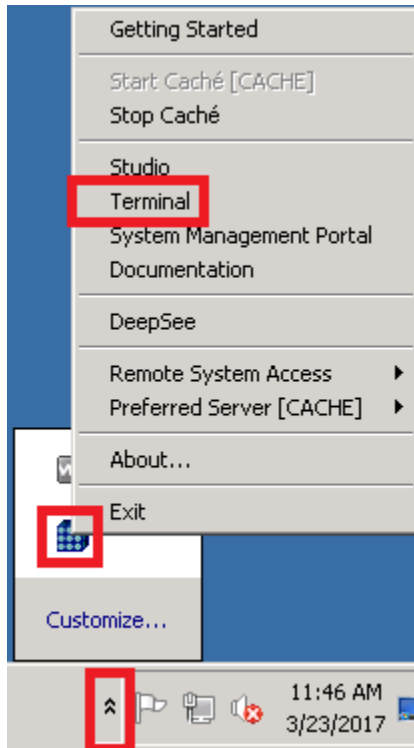 Getting Started
Start Caché [CACHE]
Stop Caché
Studio
Terminal
System Management Portal
Documentation
DeepSee
Remote System Access
Preferred Server [CACHE]
About...
Exit
Customize...
11:46 AM
3/23/2017